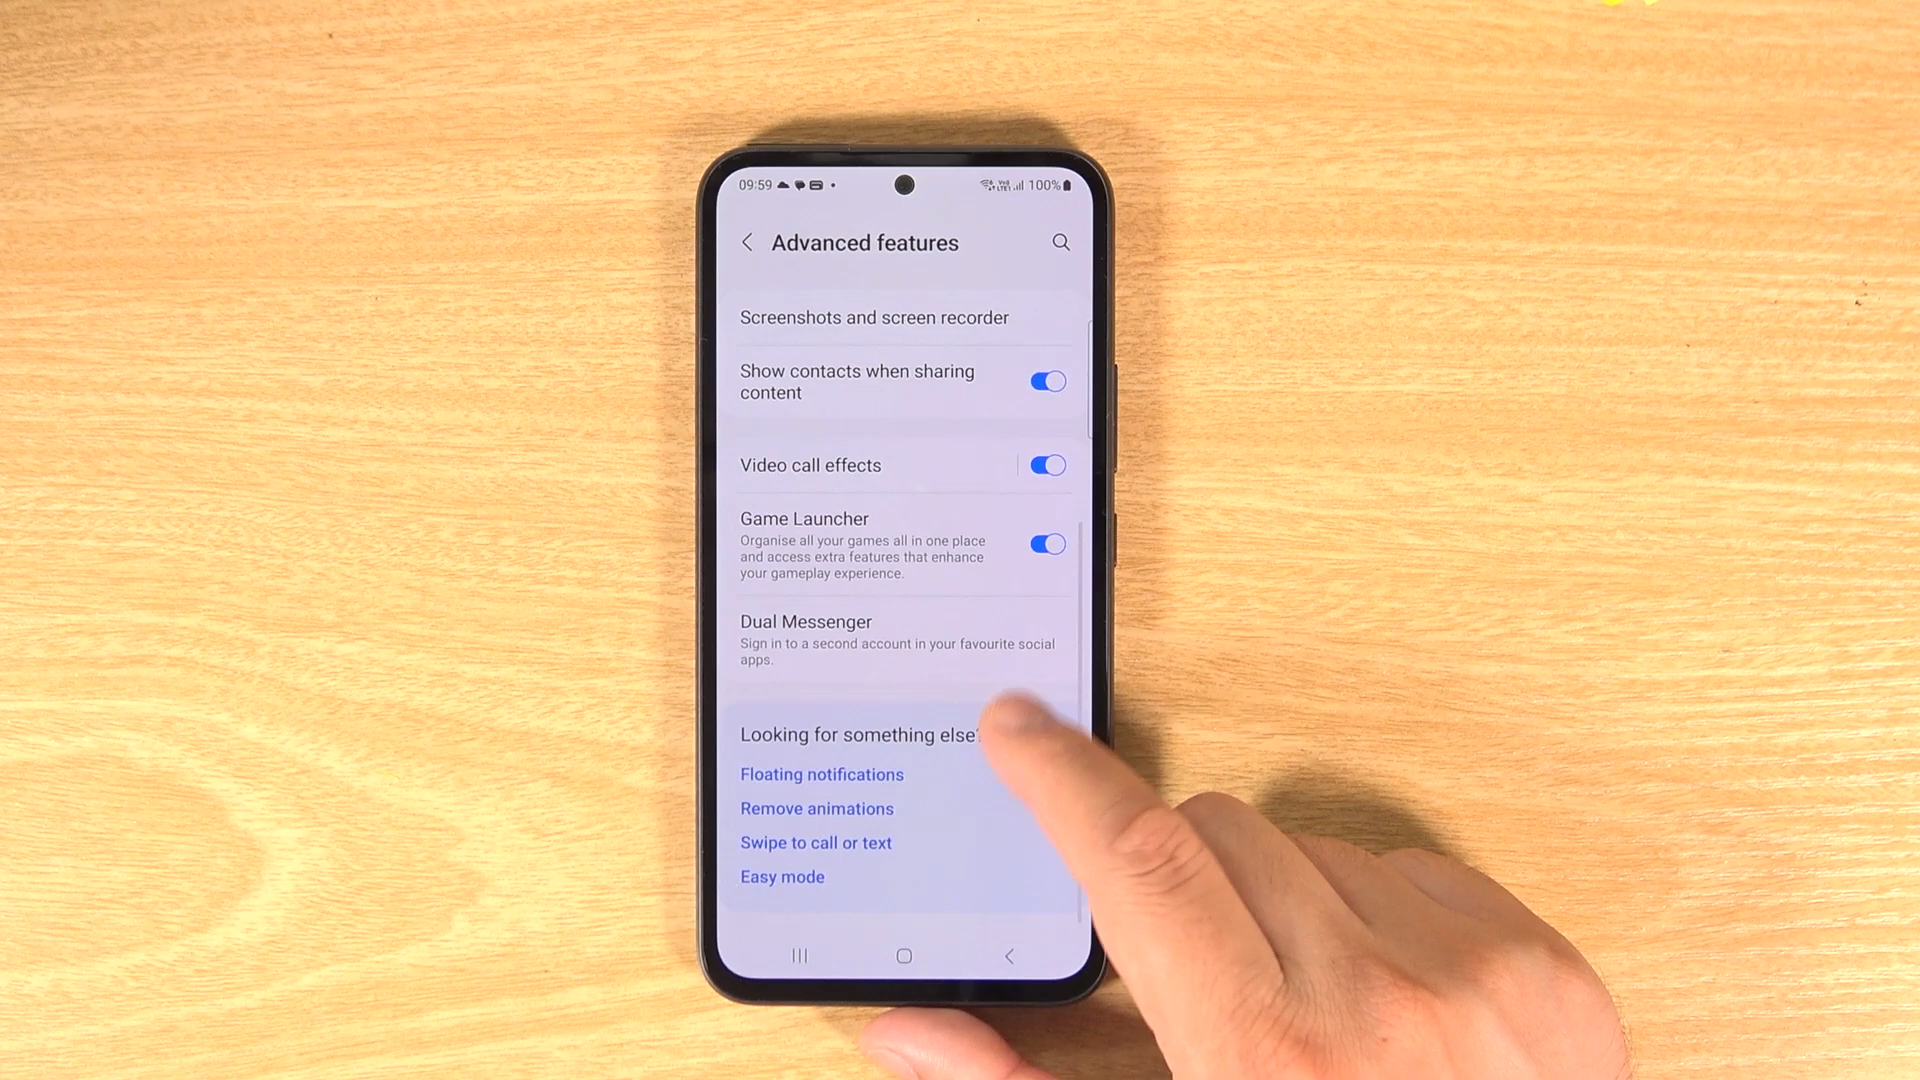 09:59
100%
Advanced features
Screenshots and screen recorder
Show contacts when sharing
content
Video call effects
Game Launcher
Organise all your games all in one place
and access extra features that enhance
your gameplay experience.
Dual Messenger
Sign in to a second account in your favourite social
apps.
Looking for something else?
Floating notifications
Remove animations
Swipe to call or text
Easy mode